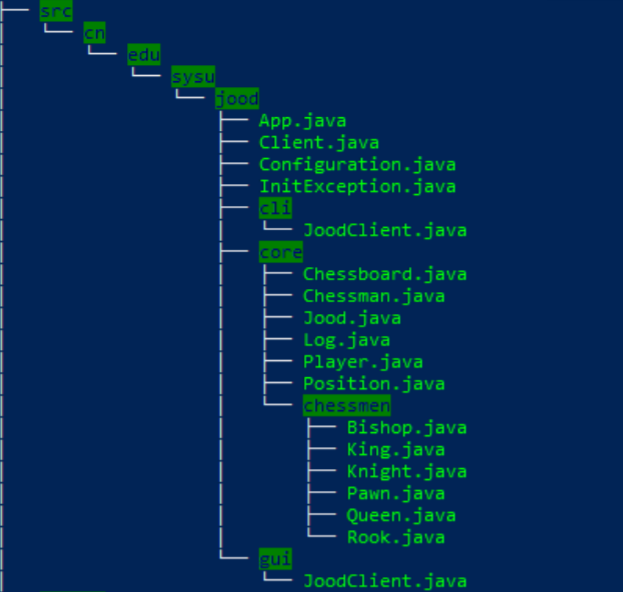 src
cn
edu
sysu
jood
App.java
Client.java
Configuration.java
InitException.java
cli
JoodClient.java
core
Chessboard.java
Chessman.java
Jood.java
Log.java
Player.java
Position.java
chessmen
Bishop.java
King.java
Knight.java
Pawn.java
Queen.java
Rook.java
gui
JoodClient.java